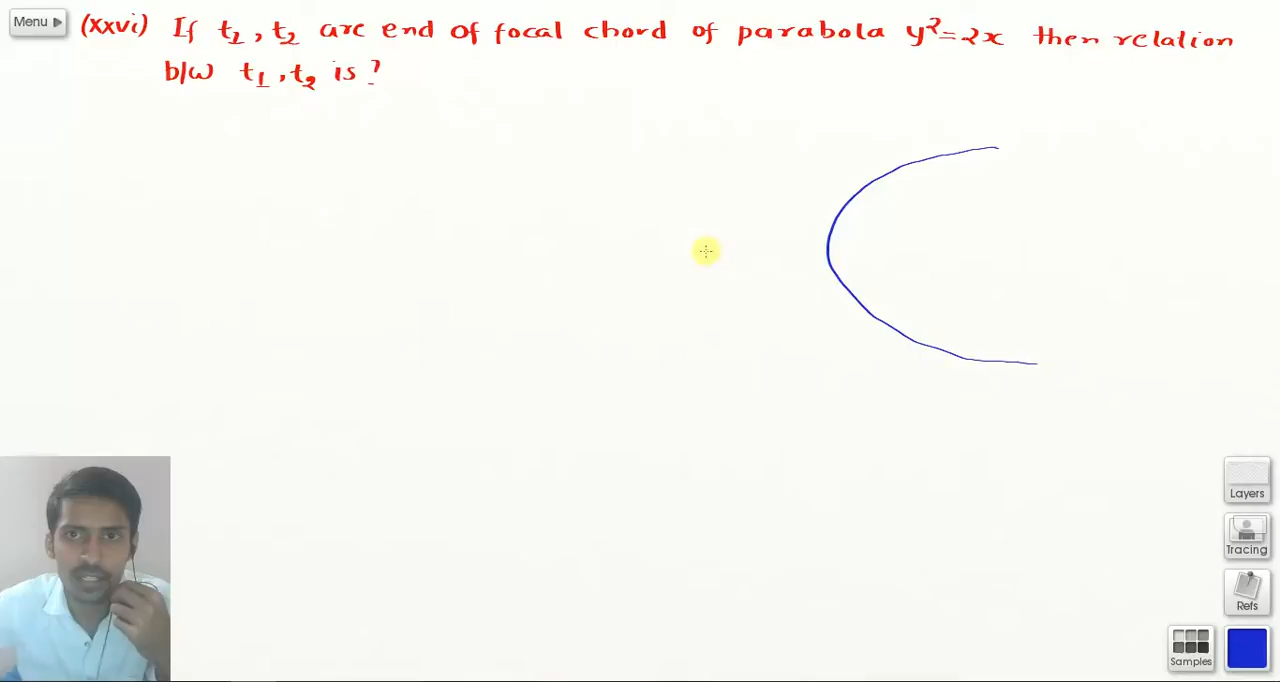 Menu
(xxvi) If t₁, t₂ are end of focal chord of parabola y²=2x then relation
b/w t₁, t₂ is ?
Layers
Tracing
Refs
Samples